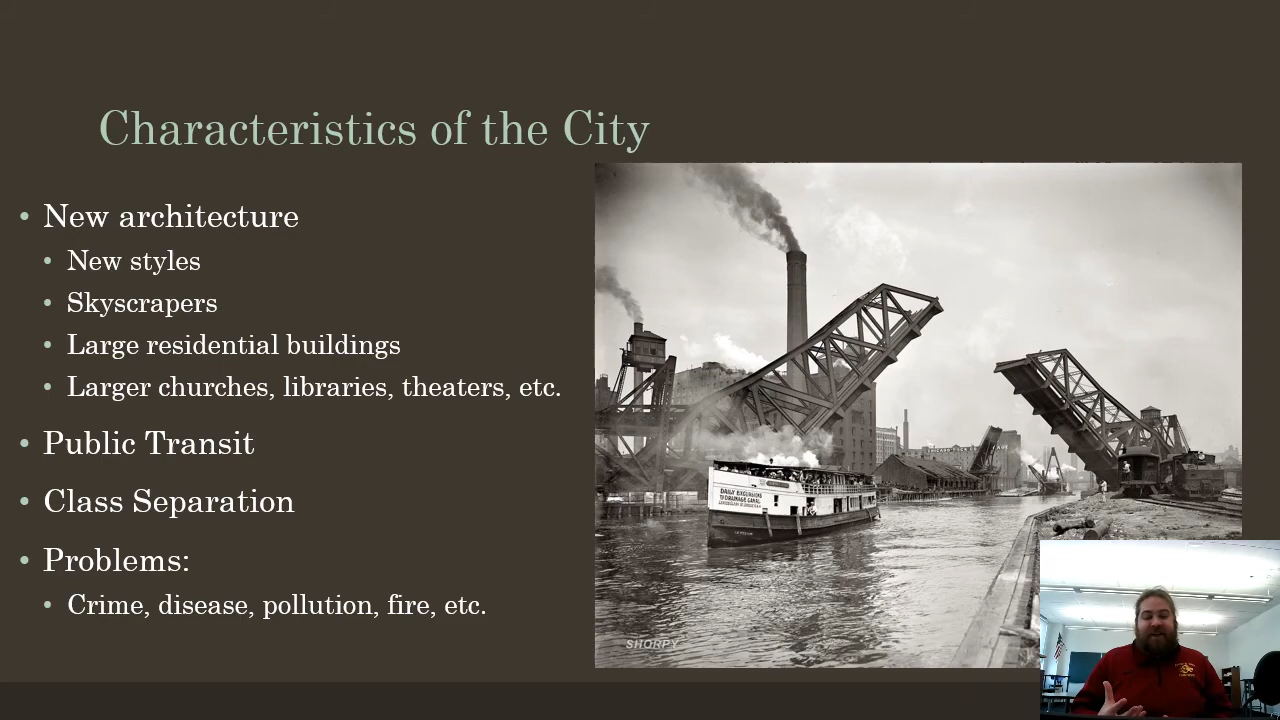 Characteristics of the City
• New architecture
• New styles
• Skyscrapers
• Large residential buildings
• Larger churches, libraries, theaters, etc.
• Public Transit
• Class Separation
• Problems:
• Crime, disease, pollution, fire, etc.
DAILY EXCURSIONS
TO DRAINAGE CANAL
SHORPY